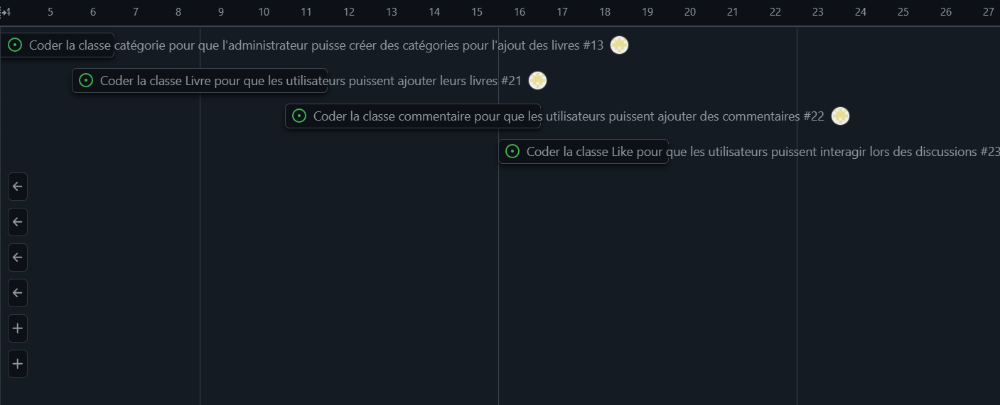 4 5 6 7 8 9 10 11 12 13 14 15 16 17 18 19 20 21 22 23 24 25 26 27
Coder la classe catégorie pour que l'administrateur puisse créer des catégories pour l'ajout des livres #13
Coder la classe Livre pour que les utilisateurs puissent ajouter leurs livres #21
Coder la classe commentaire pour que les utilisateurs puissent ajouter des commentaires #22
Coder la classe Like pour que les utilisateurs puissent interagir lors des discussions #23